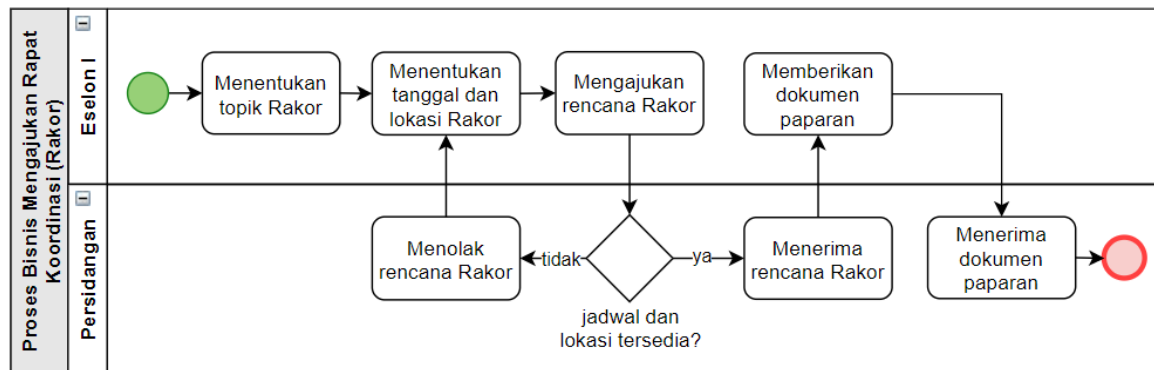 Proses Bisnis Mengajukan Rapat
Koordinasi (Rakor)
Eselon I
Menentukan
topik Rakor
Menentukan
tanggal dan
lokasi Rakor
Mengajukan
rencana Rakor
Memberikan
dokumen
paparan
Persidangan
Menolak
rencana Rakor
tidak
jadwal dan
lokasi tersedia?
ya
Menerima
rencana Rakor
Menerima
dokumen
paparan